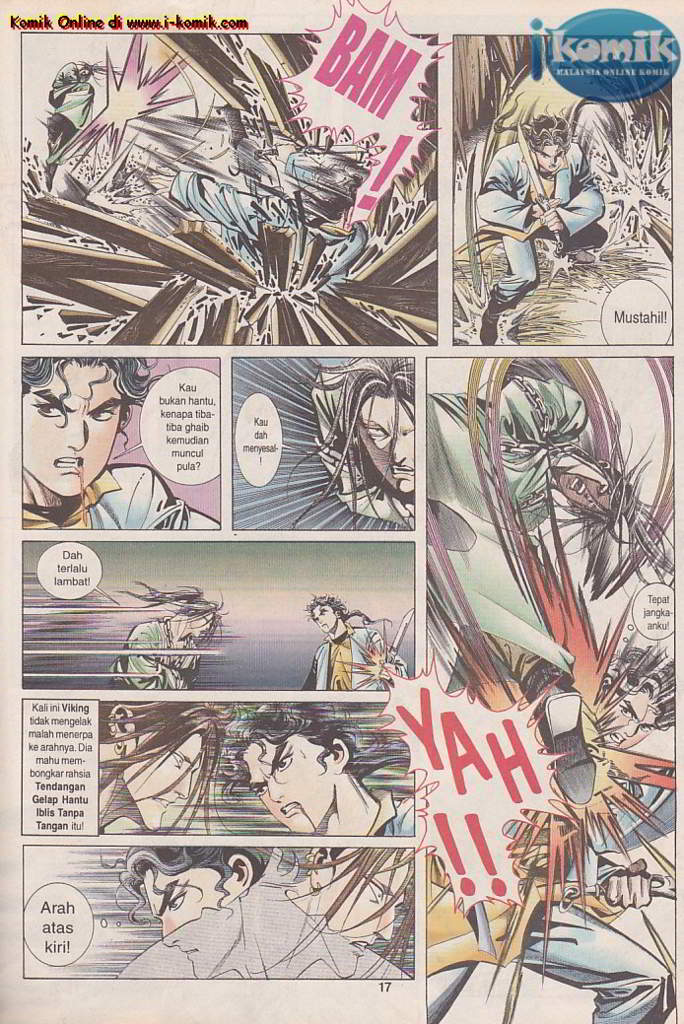 Komik Online di www.i-komik.com
ikomik
MALAYSIA ONLINE KOMIK
BAM
!
Mustahil!
Kau
bukan hantu,
kenapa tiba-
tiba ghaib
kemudian
muncul
pula?
Kau
dah
menyesal-
!
Dah
terlalu
lambat!
Tepat
jangka-
anku!
Kali ini Viking
tidak mengelak
malah menerpa
ke arahnya. Dia
mahu mem-
bongkar rahsia
Tendangan
Gelap Hantu
Iblis Tanpa
Tangan itu!
YAH
!!
Arah
atas
kiri!
17